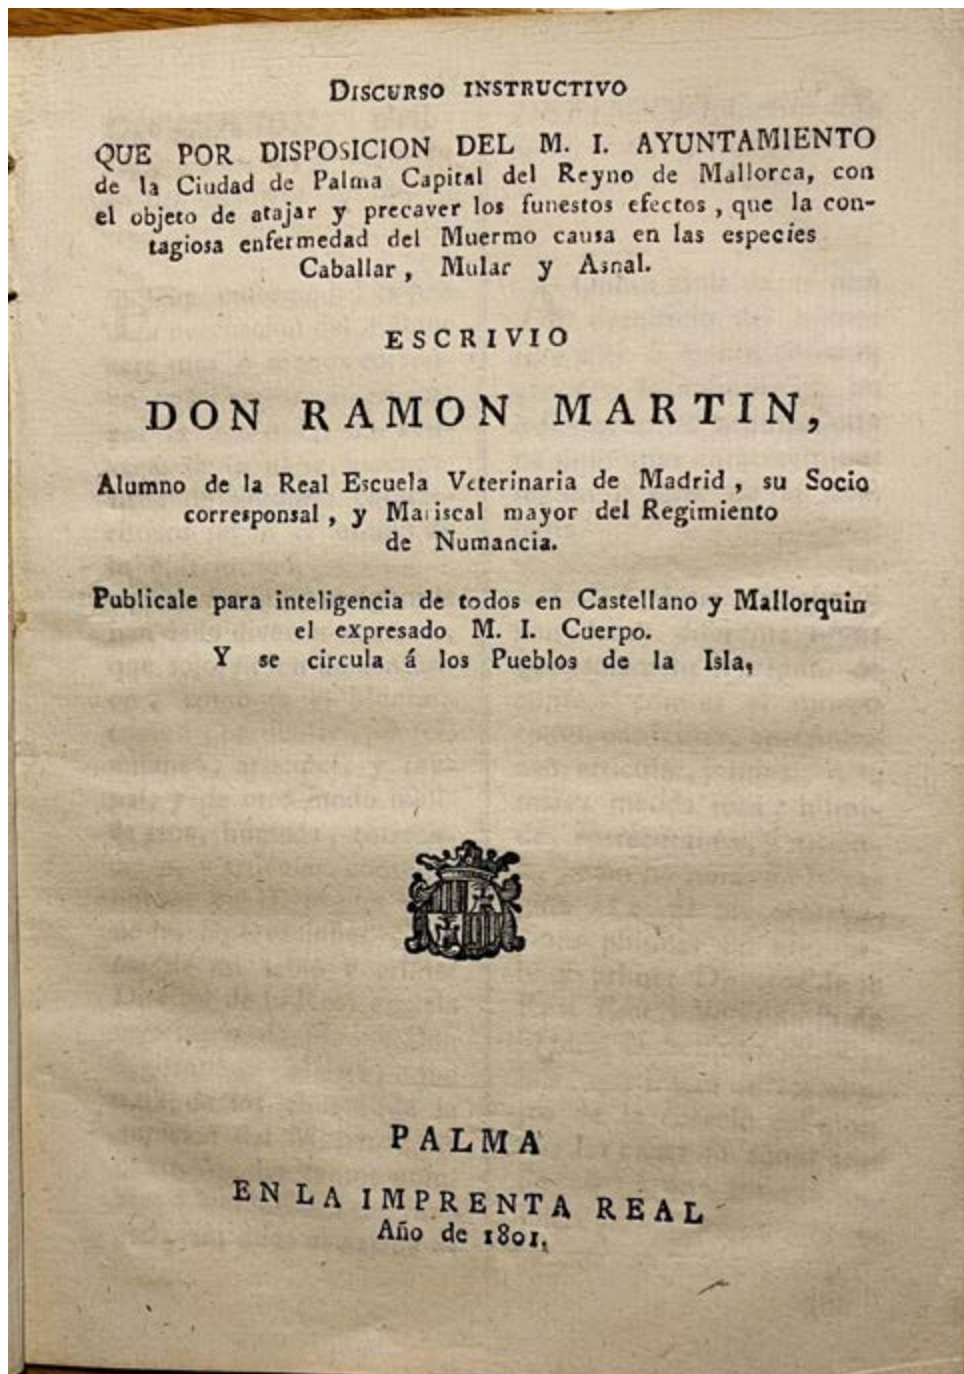 DISCURSO INSTRUCTIVO
QUE POR DISPOSICION DEL M. I. AYUNTAMIENTO
de la Ciudad de Palma Capital del Reyno de Mallorca, con
el objeto de atajar y precaver los funestos efectos, que la con-
tagiosa enfermedad del Muermo causa en las especies
Caballar, Mular y Asnal.
ESCRIVIO
DON RAMON MARTIN,
Alumno de la Real Escuela Veterinaria de Madrid, su Socio
corresponsal, y Mariscal mayor del Regimiento
de Numancia.
Publicale para inteligencia de todos en Castellano y Mallorquin
el expresado M. I. Cuerpo.
Y se circula á los Pueblos de la Isla,
PALMA
EN LA IMPRENTA REAL
Año de 1801,